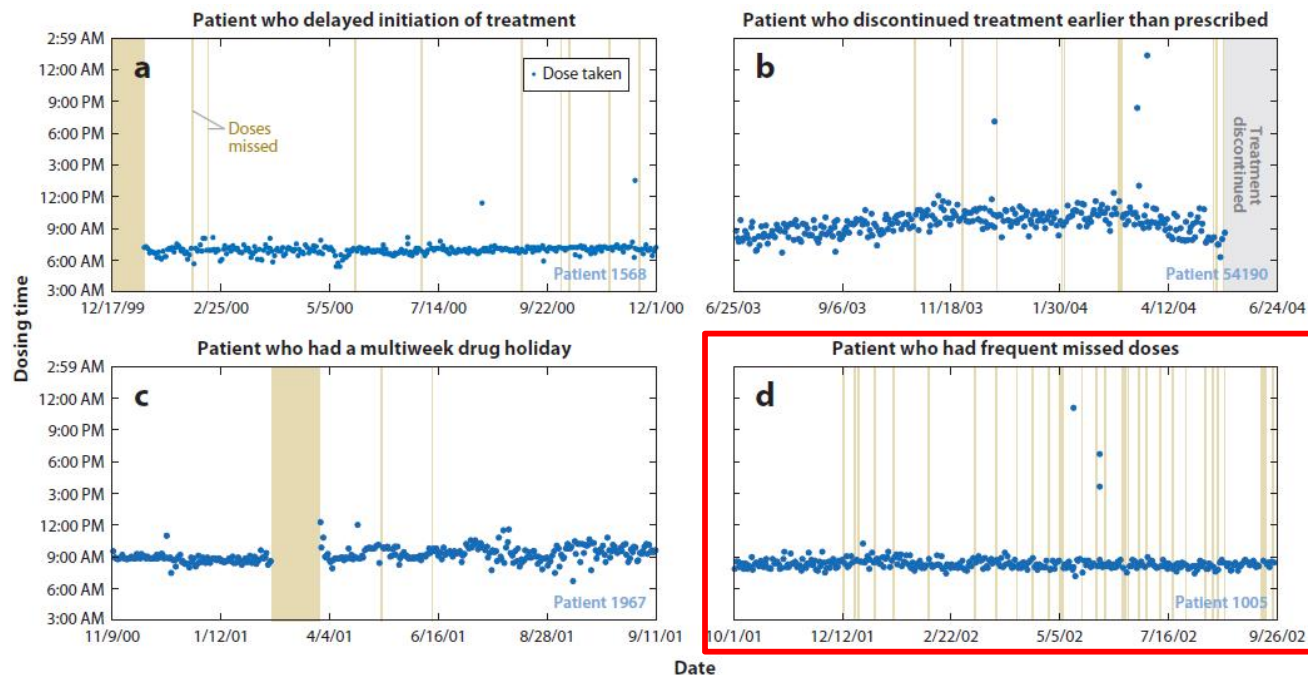 Patient who delayed initiation of treatment
2:59 AM
12:00 AM
9:00 PM
6:00 PM
3:00 PM
12:00 PM
9:00 AM
6:00 AM
3:00 AM
a
Dose taken
Doses
missed
Patient 1568
12/17/99
2/25/00
5/5/00
7/14/00
9/22/00
12/1/00
Patient who discontinued treatment earlier than prescribed
b
Treatment
discontinued
Patient 54190
6/25/03
9/6/03
11/18/03
1/30/04
4/12/04
6/24/04
Dosing time
Patient who had a multiweek drug holiday
2:59 AM
12:00 AM
9:00 PM
6:00 PM
3:00 PM
12:00 PM
9:00 AM
6:00 AM
3:00 AM
c
Patient 1967
11/9/00
1/12/01
4/4/01
6/16/01
8/28/01
9/11/01
Patient who had frequent missed doses
d
Patient 1005
10/1/01
12/12/01
2/22/02
5/5/02
7/16/02
9/26/02
Date